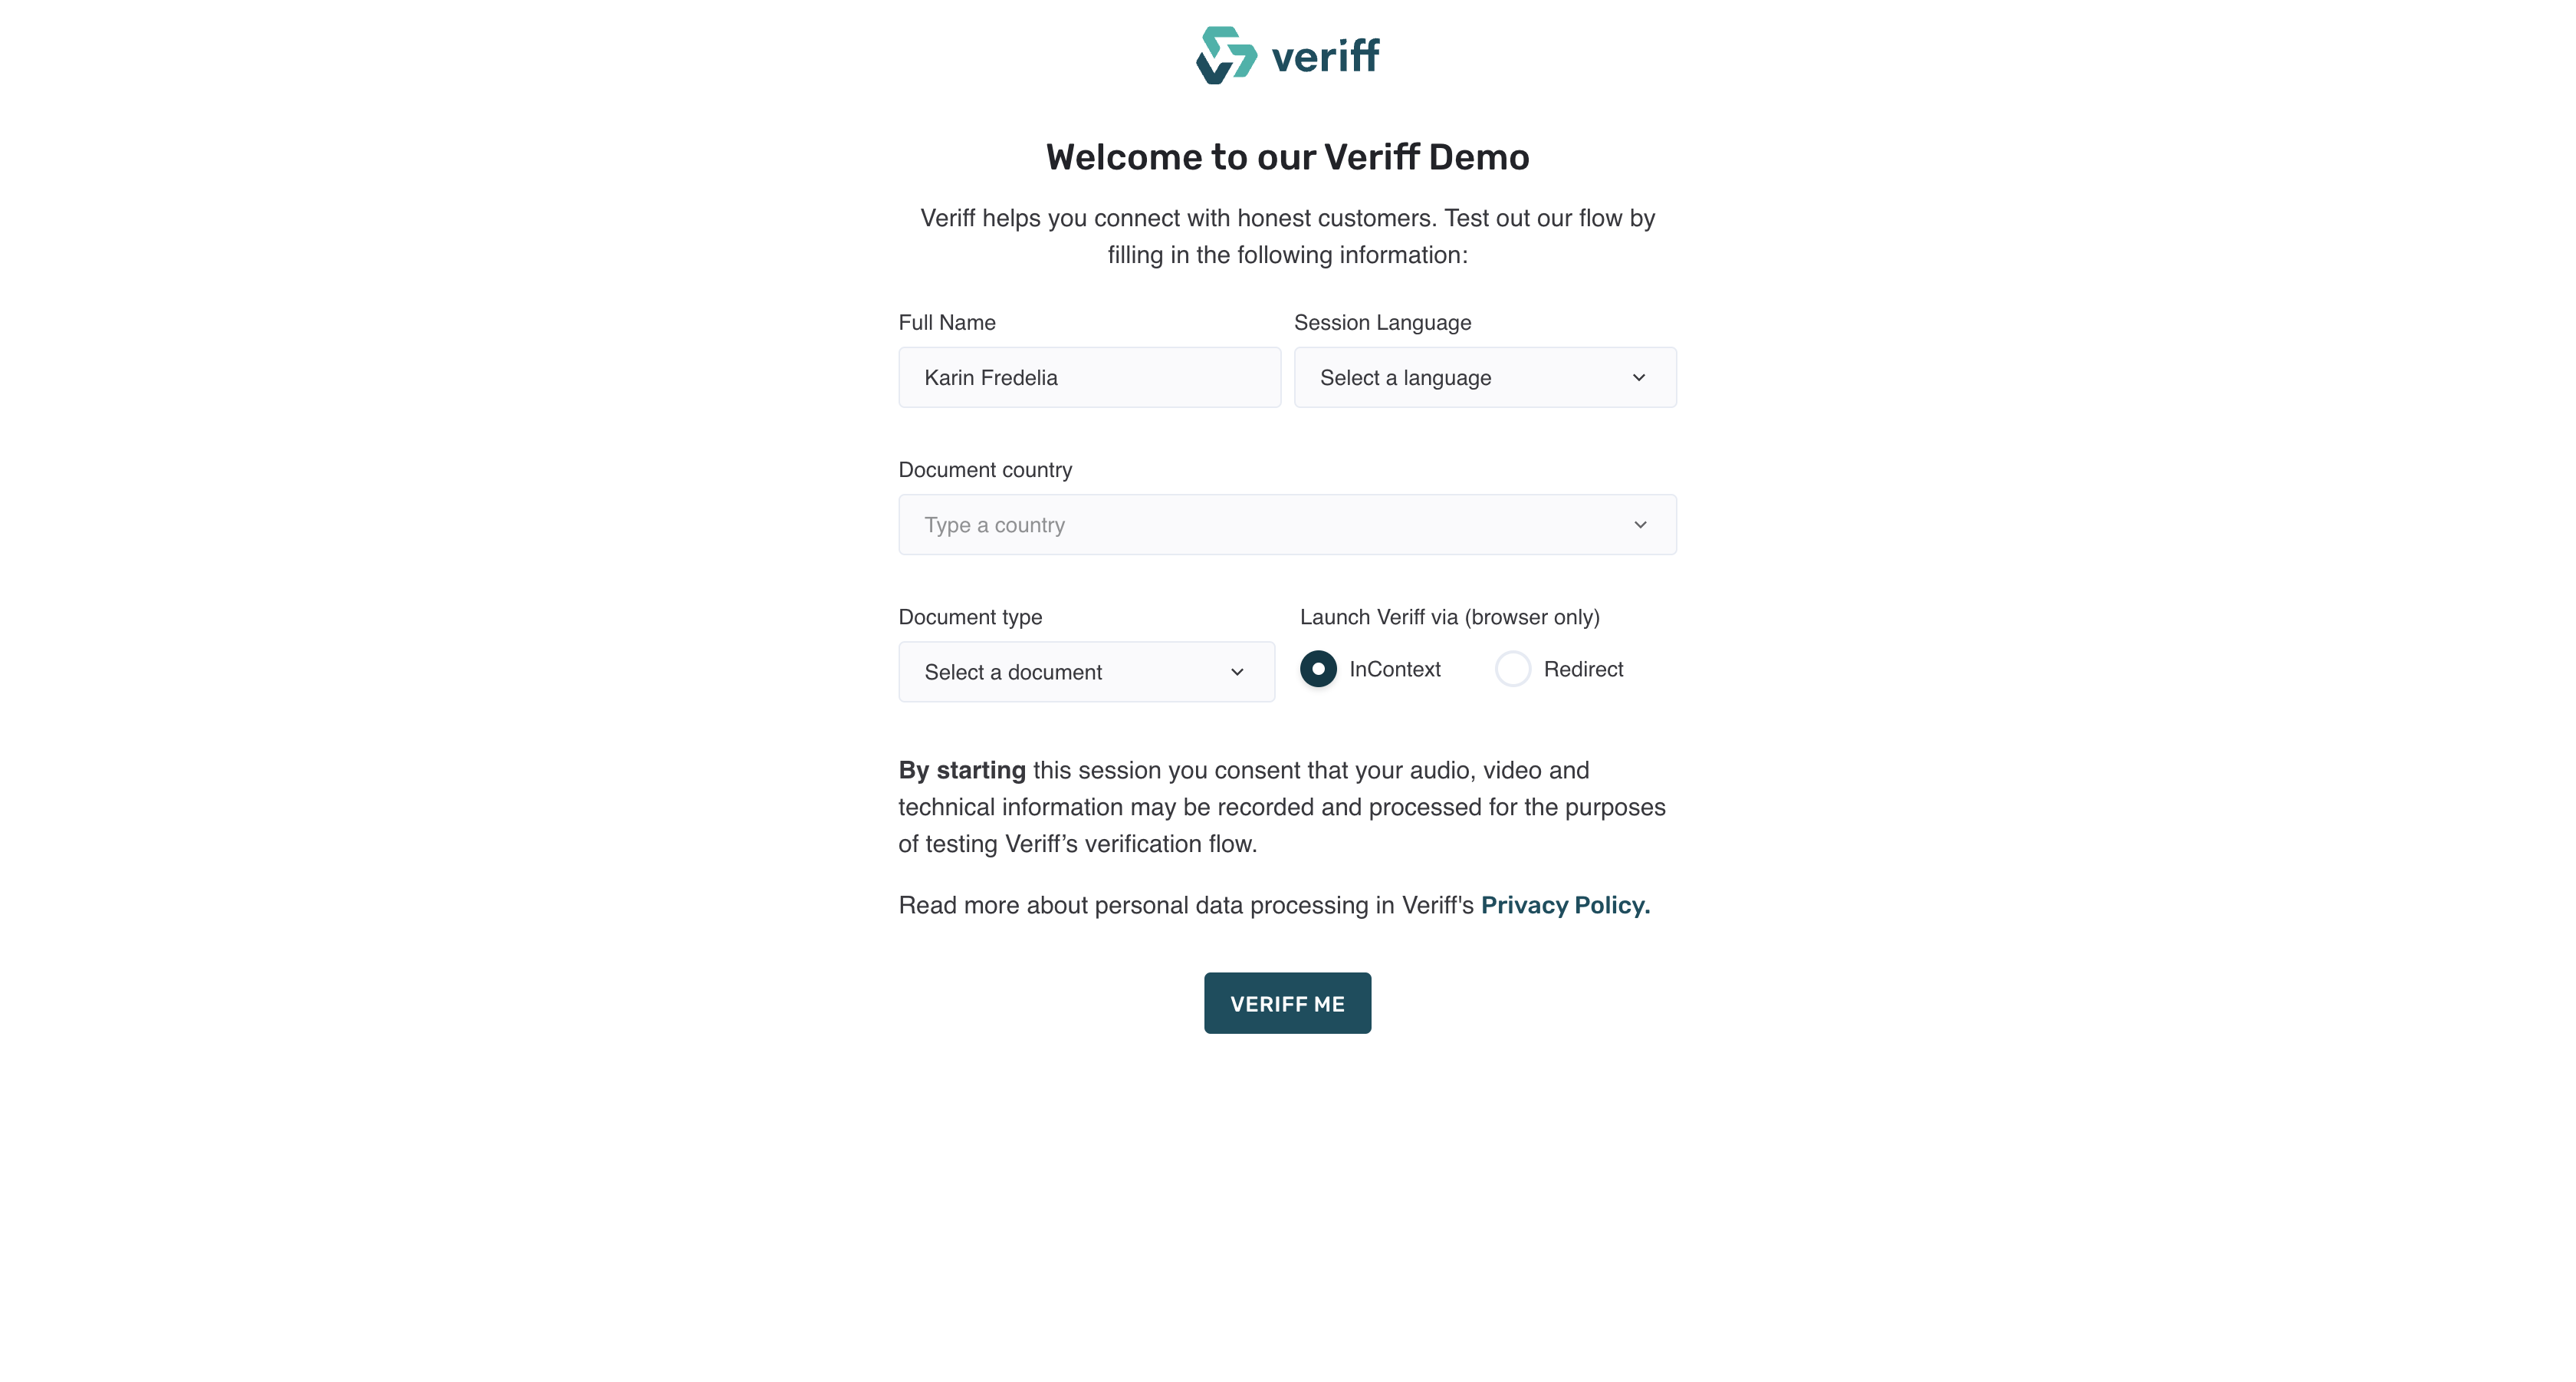 veriff
Welcome to our Veriff Demo
Veriff helps you connect with honest customers. Test out our flow by
filling in the following information:
Full Name
Session Language
Karin Fredelia
Select a language
Document country
Type a country
Document type
Launch Veriff via (browser only)
Select a document
InContext
Redirect
By starting this session you consent that your audio, video and
technical information may be recorded and processed for the purposes
of testing Veriff’s verification flow.
Read more about personal data processing in Veriff's Privacy Policy.
VERIFF ME